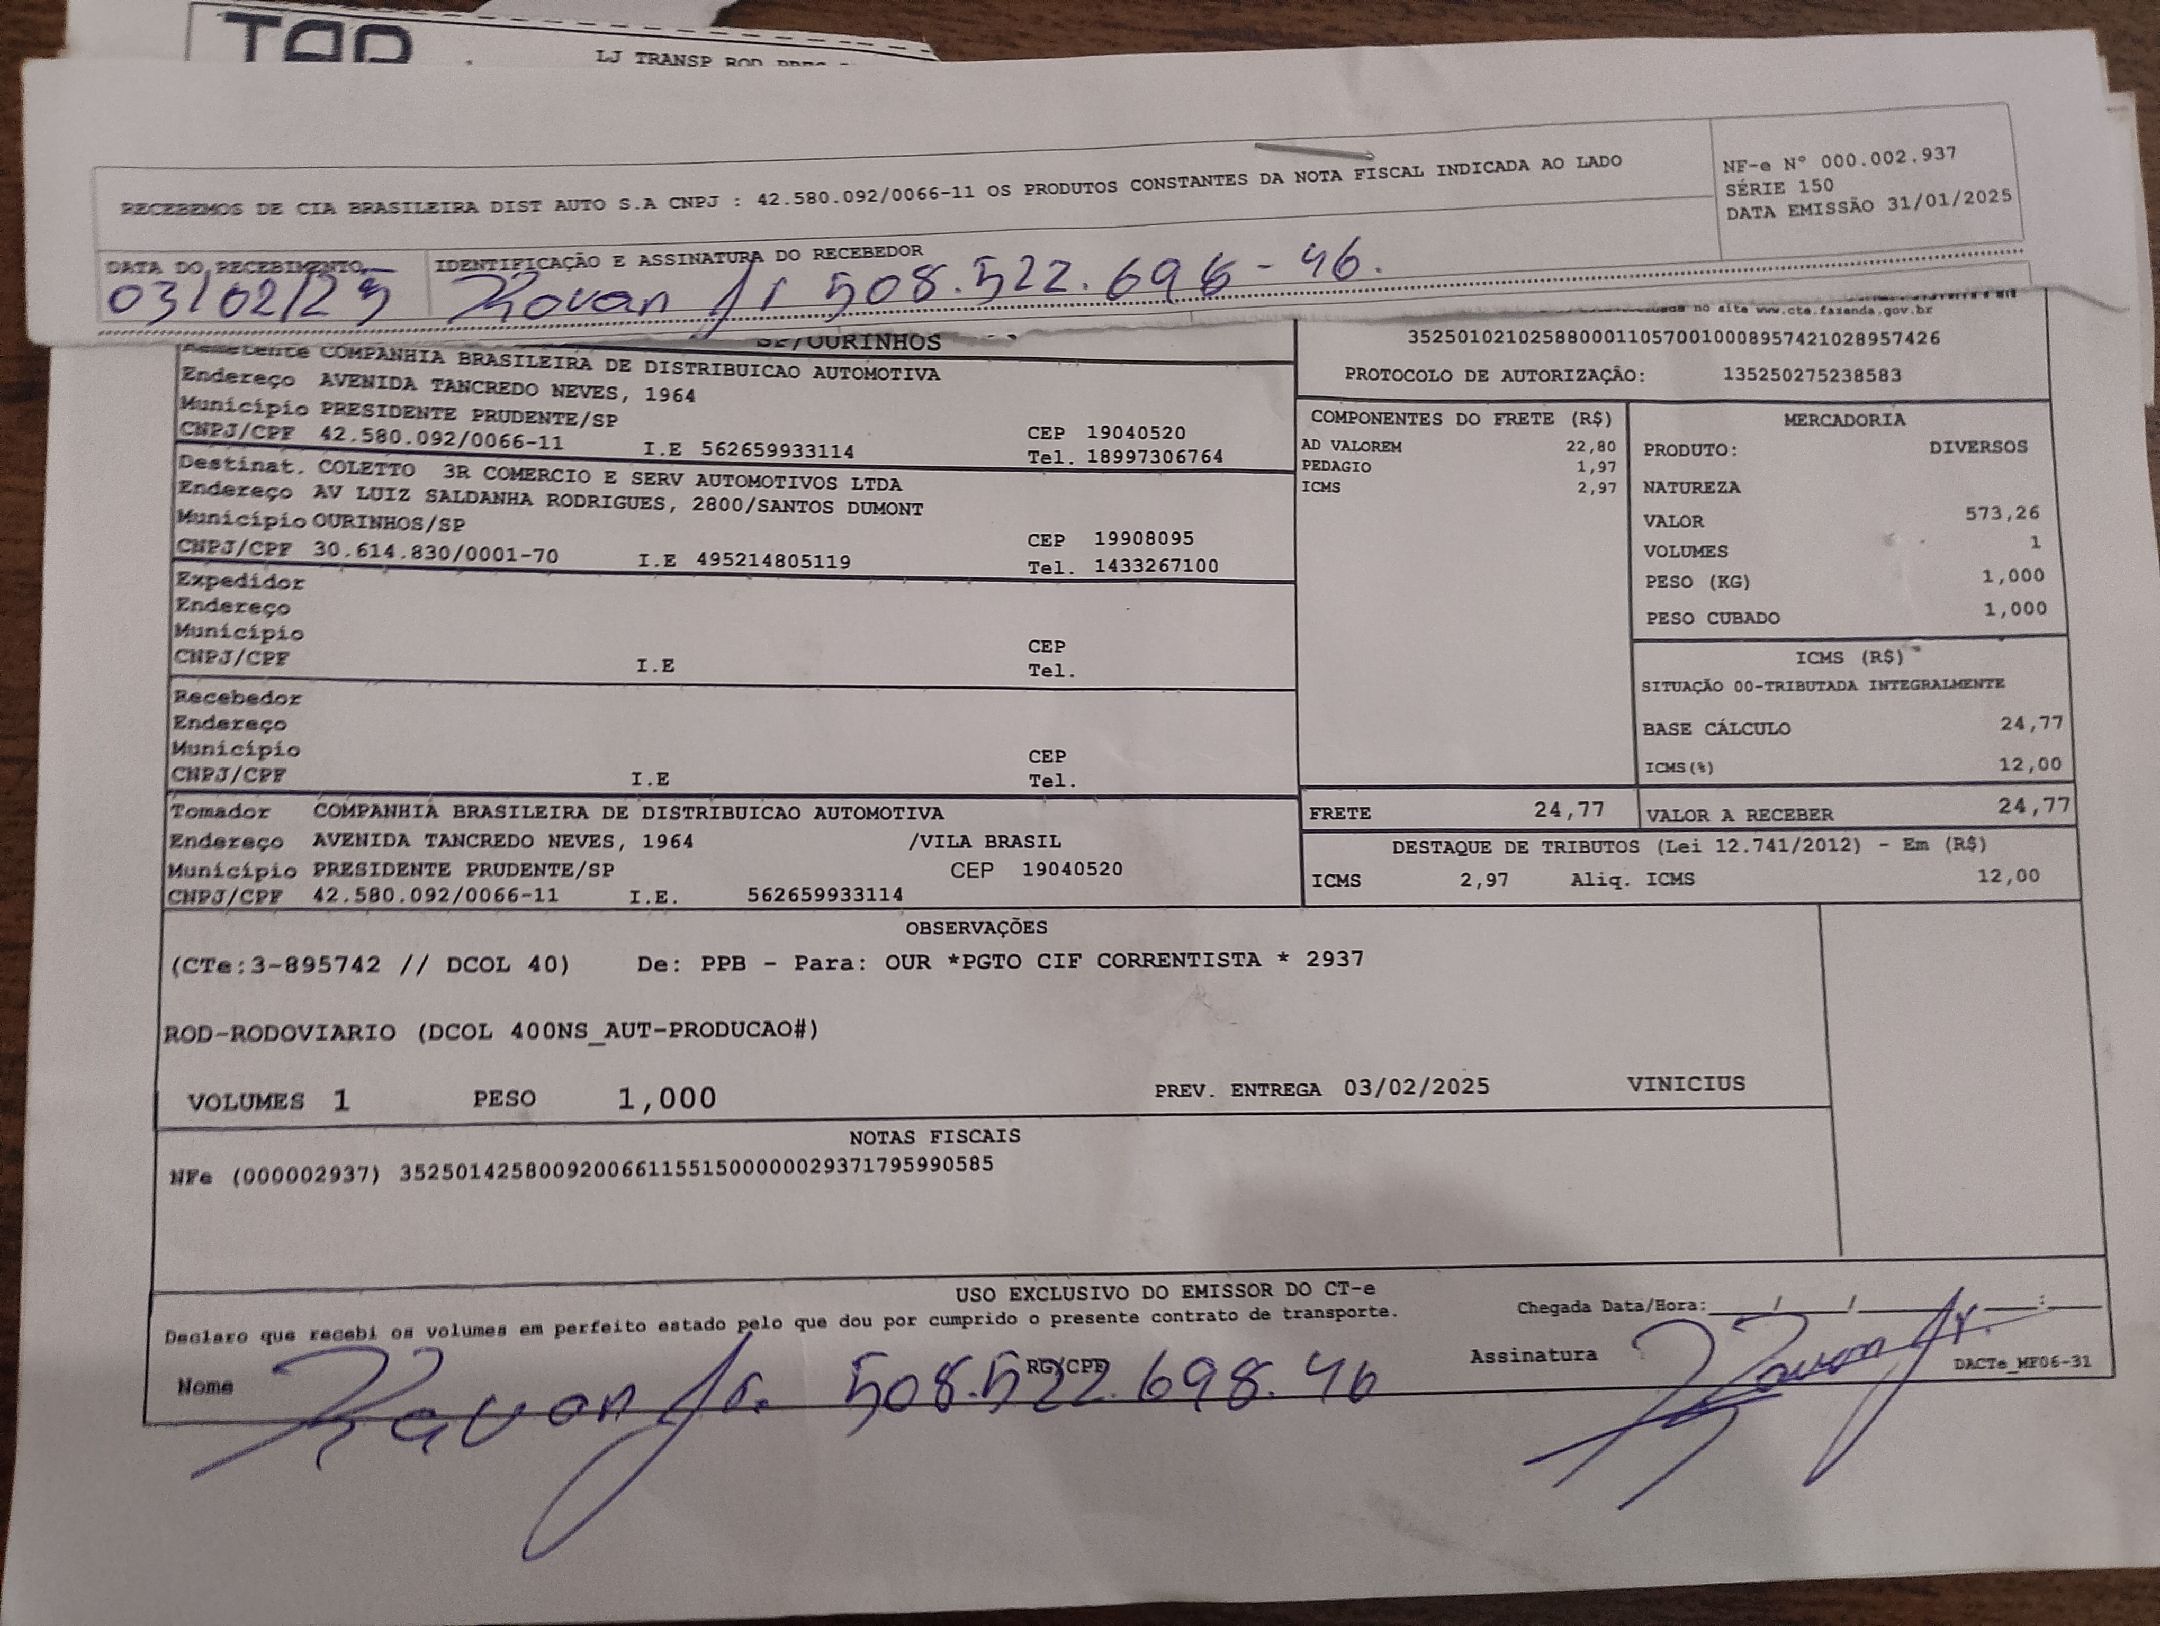 LJ TRANSP ROD
RECEBEMOS DE CIA BRASILEIRA DIST AUTO S.A CNPJ : 42.580.092/0066-11 OS PRODUTOS CONSTANTES DA NOTA FISCAL INDICADA AO LADO
NF-e Nº 000.002.937
SÉRIE 150
DATA EMISSÃO 31/01/2025
DATA DO RECEBIMENTO
03/02/25
IDENTIFICAÇÃO E ASSINATURA DO RECEBEDOR
Kovan Jr 508.522.698-46.
SP/OURINHOS
no site www.cte.fazenda.gov.br
35250102102588000110570010008957421028957426
PROTOCOLO DE AUTORIZAÇÃO: 135250275238583
Remetente COMPANHIA BRASILEIRA DE DISTRIBUICAO AUTOMOTIVA
Endereço AVENIDA TANCREDO NEVES, 1964
Município PRESIDENTE PRUDENTE/SP CEP 19040520
CNPJ/CPF 42.580.092/0066-11 I.E 562659933114 Tel. 18997306764
Destinat. COLETTO 3R COMERCIO E SERV AUTOMOTIVOS LTDA
Endereço AV LUIZ SALDANHA RODRIGUES, 2800/SANTOS DUMONT
Município OURINHOS/SP CEP 19908095
CNPJ/CPF 30.614.830/0001-70 I.E 495214805119 Tel. 1433267100
Expedidor
Endereço
Município CEP
CNPJ/CPF I.E Tel.
Recebedor
Endereço
Município CEP
CNPJ/CPF I.E Tel.
Tomador COMPANHIA BRASILEIRA DE DISTRIBUICAO AUTOMOTIVA
Endereço AVENIDA TANCREDO NEVES, 1964 /VILA BRASIL
Município PRESIDENTE PRUDENTE/SP CEP 19040520
CNPJ/CPF 42.580.092/0066-11 I.E. 562659933114
COMPONENTES DO FRETE (R$)
AD VALOREM 22,80
PEDAGIO 1,97
ICMS 2,97
FRETE 24,77
MERCADORIA
PRODUTO: DIVERSOS
NATUREZA
VALOR 573,26
VOLUMES 1
PESO (KG) 1,000
PESO CUBADO 1,000
ICMS (R$)
SITUAÇÃO 00-TRIBUTADA INTEGRALMENTE
BASE CÁLCULO 24,77
ICMS(%) 12,00
VALOR A RECEBER 24,77
DESTAQUE DE TRIBUTOS (Lei 12.741/2012) - Em (R$)
ICMS 2,97 Aliq. ICMS 12,00
OBSERVAÇÕES
(CTe:3-895742 // DCOL 40) De: PPB - Para: OUR *PGTO CIF CORRENTISTA * 2937
ROD-RODOVIARIO (DCOL 400NS_AUT-PRODUCAO#)
VOLUMES 1 PESO 1,000 PREV. ENTREGA 03/02/2025 VINICIUS
NOTAS FISCAIS
NFe (000002937) 35250142580092006611551500000029371795990585
USO EXCLUSIVO DO EMISSOR DO CT-e
Declaro que recebi os volumes em perfeito estado pelo que dou por cumprido o presente contrato de transporte.
Chegada Data/Hora:____/____/____ ___:___
Nome Kavan Jr. RG/CPF 508.522.698.46
Assinatura Kavan Jr.
DACTe_MF06-31